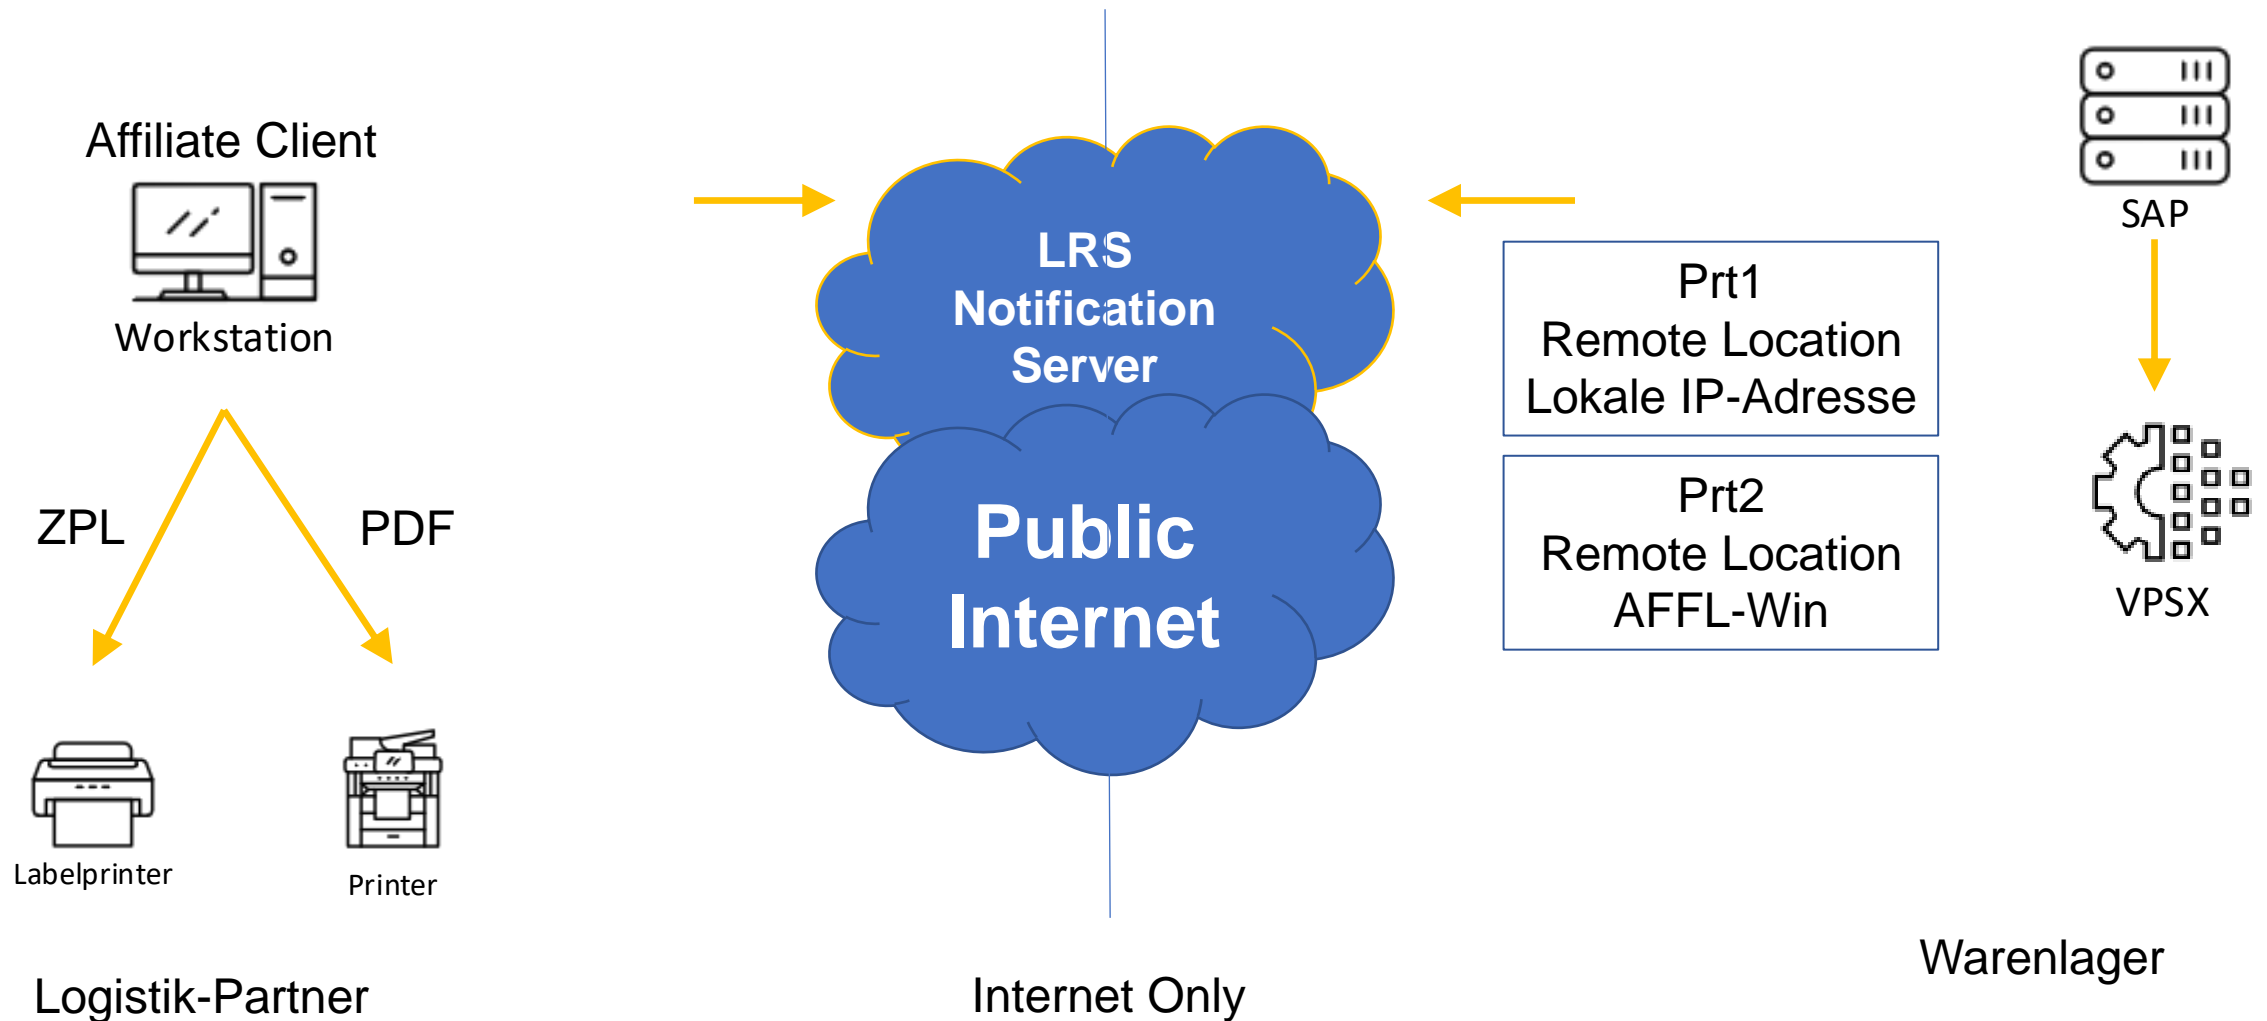 Affiliate Client
Workstation
ZPL
PDF
Labelprinter
Printer
Logistik-Partner
LRS
Notification
Server
Public
Internet
Internet Only
Prt1
Remote Location
Lokale IP-Adresse
Prt2
Remote Location
AFFL-Win
SAP
VPSX
Warenlager